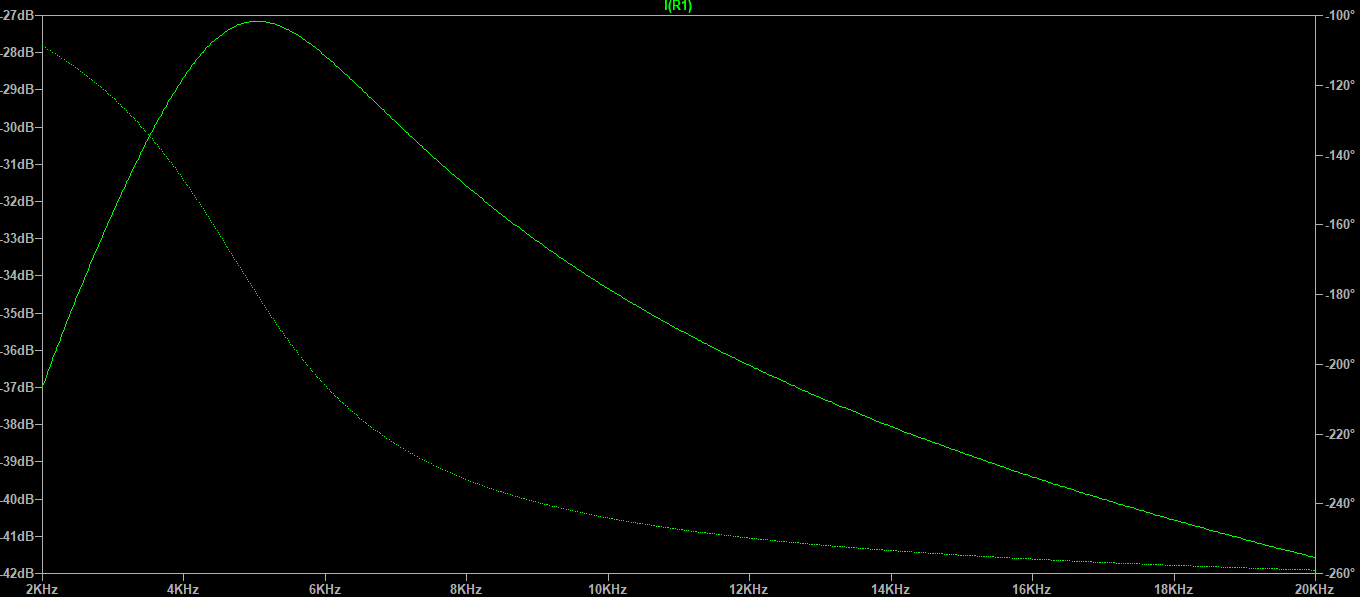 I(R1)
-27dB
-28dB
-29dB
-30dB
-31dB
-32dB
-33dB
-34dB
-35dB
-36dB
-37dB
-38dB
-39dB
-40dB
-41dB
-42dB
-100°
-120°
-140°
-160°
-180°
-200°
-220°
-240°
-260°
2KHz 4KHz 6KHz 8KHz 10KHz 12KHz 14KHz 16KHz 18KHz 20KHz